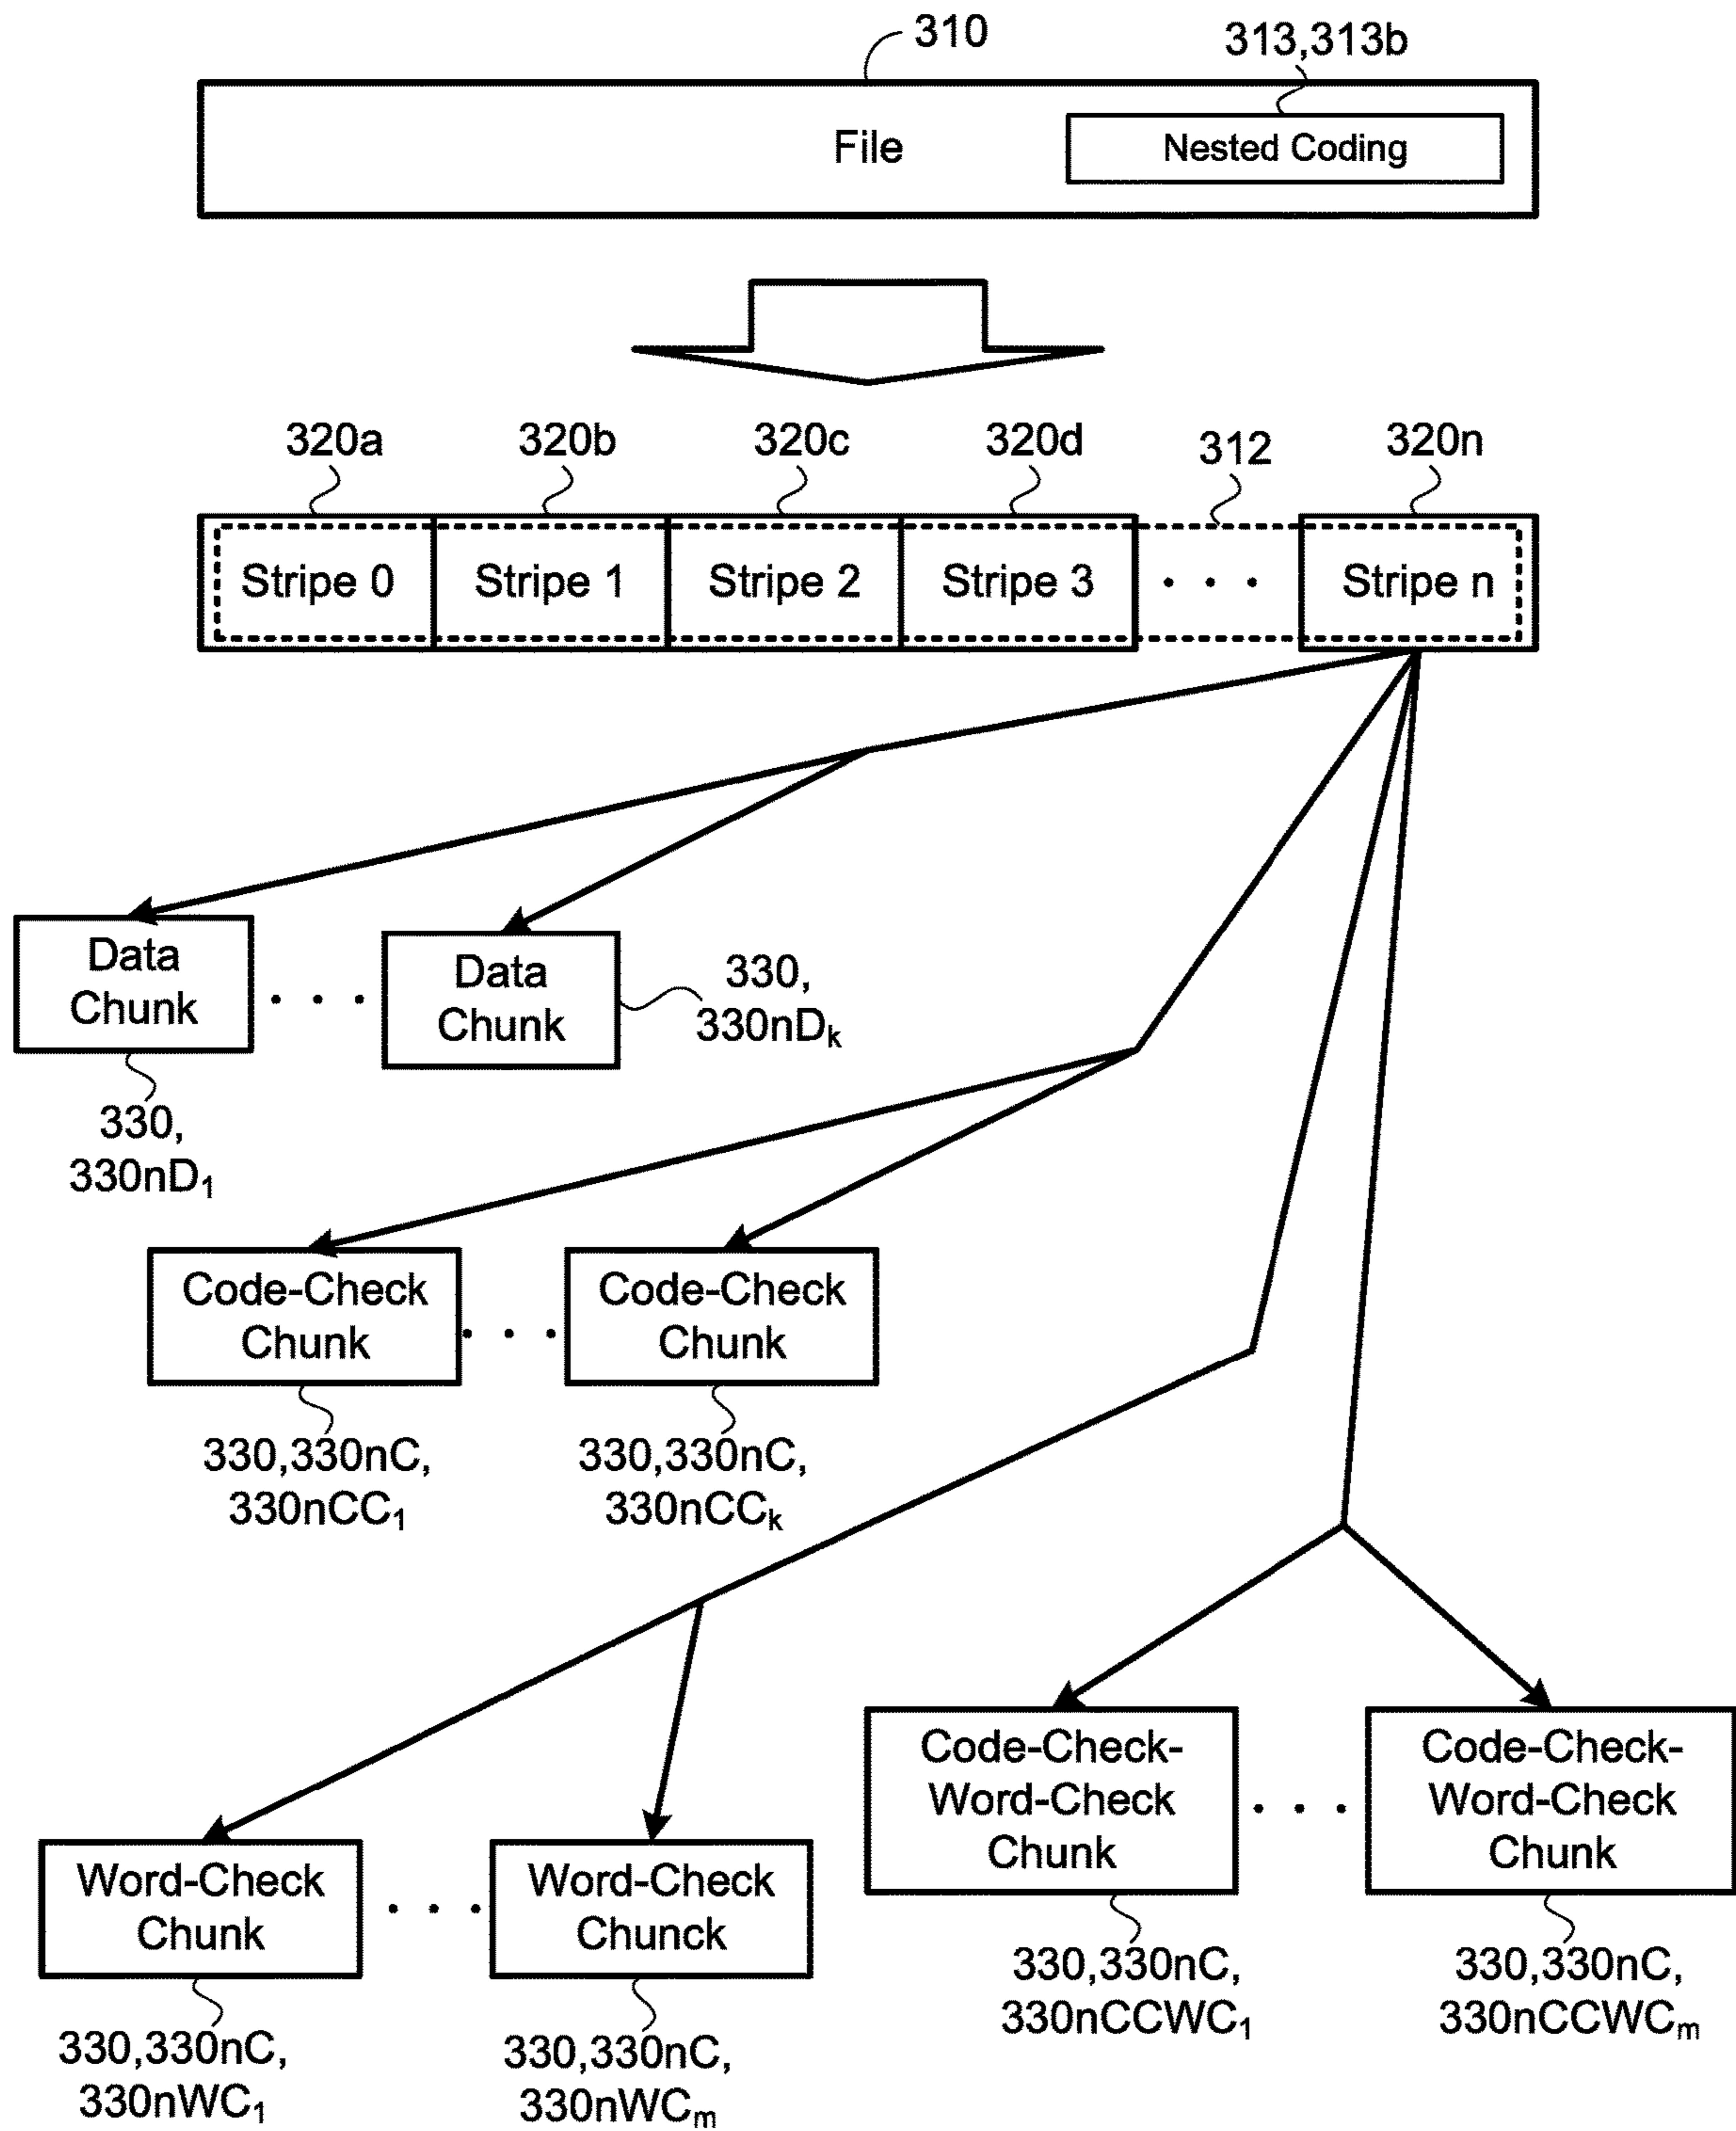 310
313,313b
File
Nested Coding
320a
320b
320c
320d
312
320n
Stripe 0
Stripe 1
Stripe 2
Stripe 3
. . .
Stripe n
Data
Chunk
. . .
Data
Chunk
330,
330nDₖ
330,
330nD₁
Code-Check
Chunk
. . .
Code-Check
Chunk
330,330nC,
330nCC₁
330,330nC,
330nCCₖ
Code-Check-
Word-Check
Chunk
. . .
Code-Check-
Word-Check
Chunk
Word-Check
Chunk
. . .
Word-Check
Chunck
330,330nC,
330nCCWC₁
330,330nC,
330nCCWCₘ
330,330nC,
330nWC₁
330,330nC,
330nWCₘ